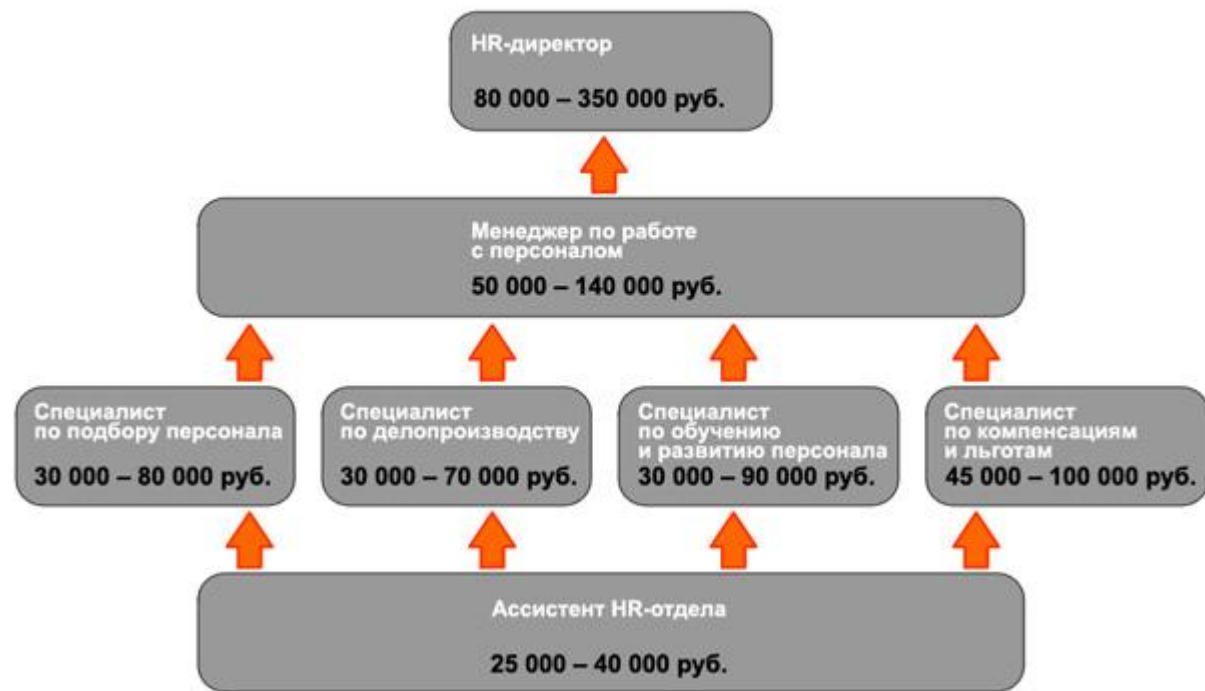 HR-директор
80 000 – 350 000 руб.
Менеджер по работе
с персоналом
50 000 – 140 000 руб.
Специалист
по подбору персонала
30 000 – 80 000 руб.
Специалист
по делопроизводству
30 000 – 70 000 руб.
Специалист
по обучению
и развитию персонала
30 000 – 90 000 руб.
Специалист
по компенсациям
и льготам
45 000 – 100 000 руб.
Ассистент HR-отдела
25 000 – 40 000 руб.